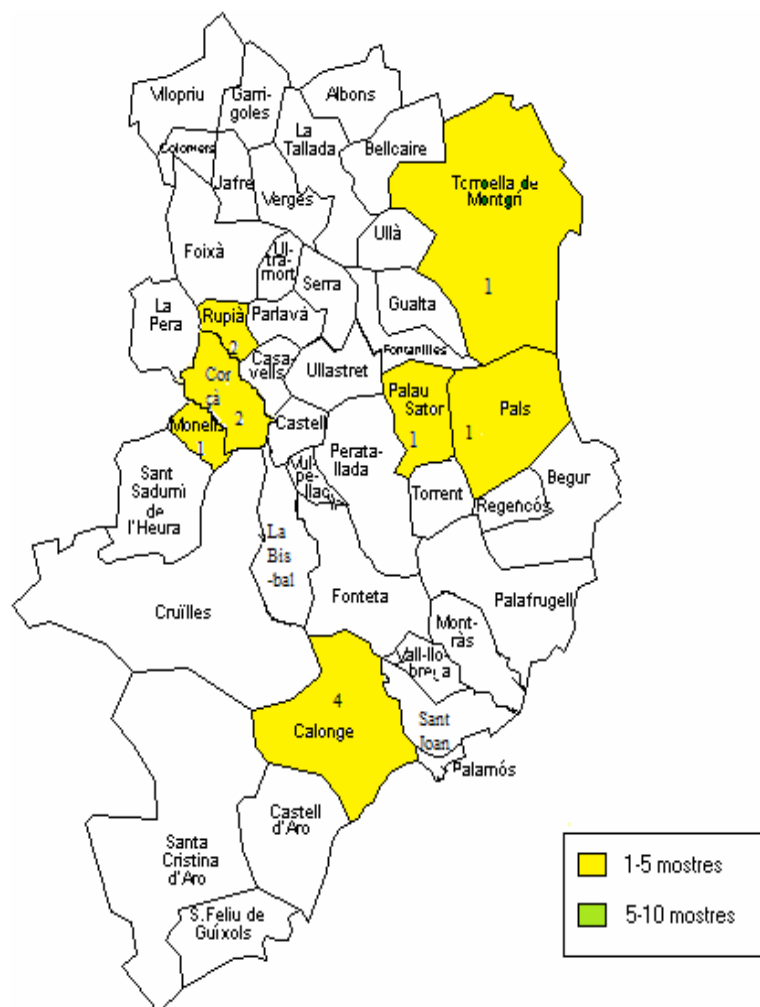 Vilopriu
Garri-
goles
Albons
La
Tallada
Bellcaire
Colomers
Jafre
Verges
Torroella de
Montgrí
Ullà
Foixà
Ul-
tra-
mort
Serra
1
Gualta
La
Pera
Rupià
2
Parlavà
Fontanilles
Casa
vells
Ullastret
Cor
çà
2
Palau
Sator
1
Pals
1
Monells
1
Castell
Perata-
llada
Sant
Sadurní
de
l'Heura
Vul-
pe-
llac
Torrent
Regencós
Begur
La
Bis
-bal
Cruïlles
Fonteta
Palafrugell
Mont-
ràs
Vall-llo-
brega
4
Calonge
Sant
Joan
Palamós
Castell
d'Aro
Santa
Cristina
d'Aro
S.Feliu de
Guíxols
1-5 mostres
5-10 mostres